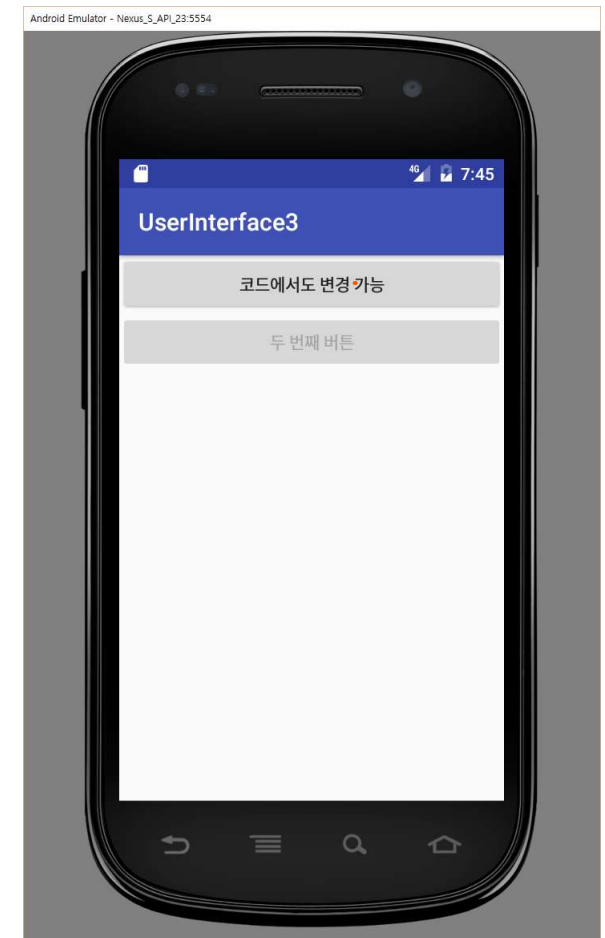 Android Emulator - Nexus_S_API_23:5554
4G 7:45
UserInterface3
코드에서도 변경 가능
두 번째 버튼